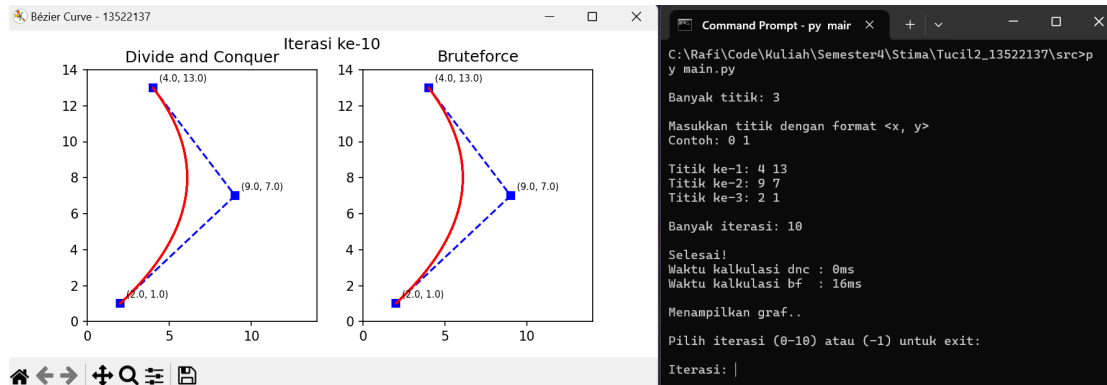 Bézier Curve - 13522137
Iterasi ke-10
Divide and Conquer
14
12
10
8
6
4
2
0
0
5
10
(4.0, 13.0)
(9.0, 7.0)
(2.0, 1.0)
Bruteforce
14
12
10
8
6
4
2
0
0
5
10
(4.0, 13.0)
(9.0, 7.0)
(2.0, 1.0)
Command Prompt - py main
C:\Rafi\Code\Kuliah\Semester4\Stima\Tucil2_13522137\src>p
y main.py
Banyak titik: 3
Masukkan titik dengan format <x, y>
Contoh: 0 1
Titik ke-1: 4 13
Titik ke-2: 9 7
Titik ke-3: 2 1
Banyak iterasi: 10
Selesai!
Waktu kalkulasi dnc : 0ms
Waktu kalkulasi bf  : 16ms
Menampilkan graf..
Pilih iterasi (0-10) atau (-1) untuk exit:
Iterasi: